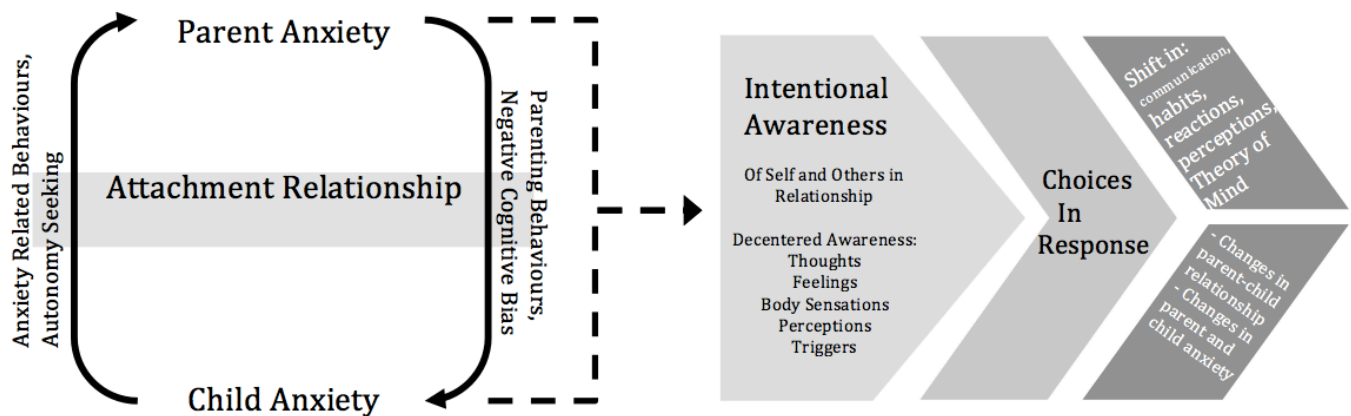 Parent Anxiety
Anxiety Related Behaviours,
Autonomy Seeking
Attachment Relationship
Parenting Behaviours,
Negative Cognitive Bias
Child Anxiety
Intentional
Awareness
Of Self and Others in
Relationship
Decentered Awareness:
Thoughts
Feelings
Body Sensations
Perceptions
Triggers
Choices
In
Response
Shift in:
communication,
habits,
reactions,
perceptions,
Theory of
Mind
- Changes in
parent-child
relationship
- Changes in
parent and
child anxiety